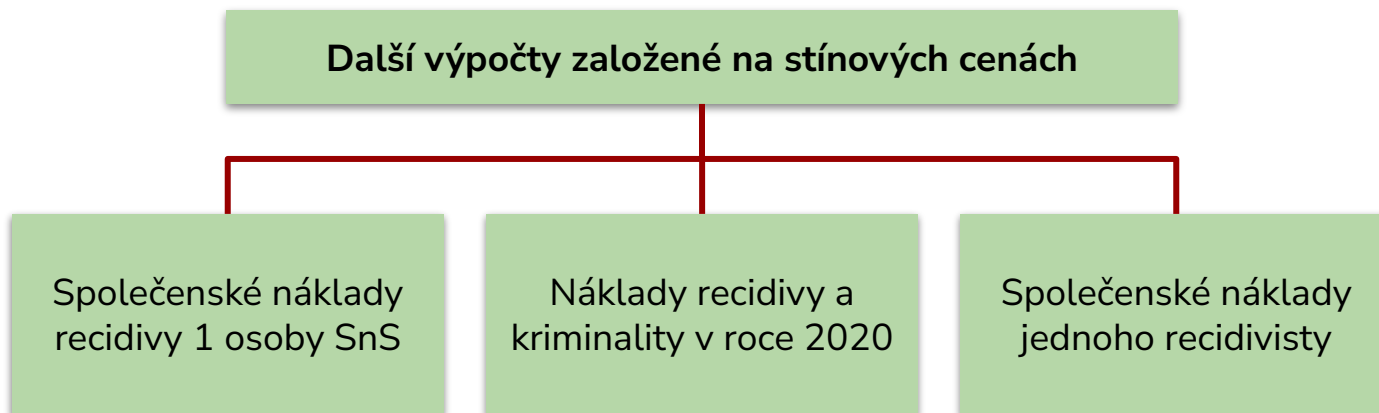 Další výpočty založené na stínových cenách
Společenské náklady
recidivy 1 osoby SnS
Náklady recidivy a
kriminality v roce 2020
Společenské náklady
jednoho recidivisty